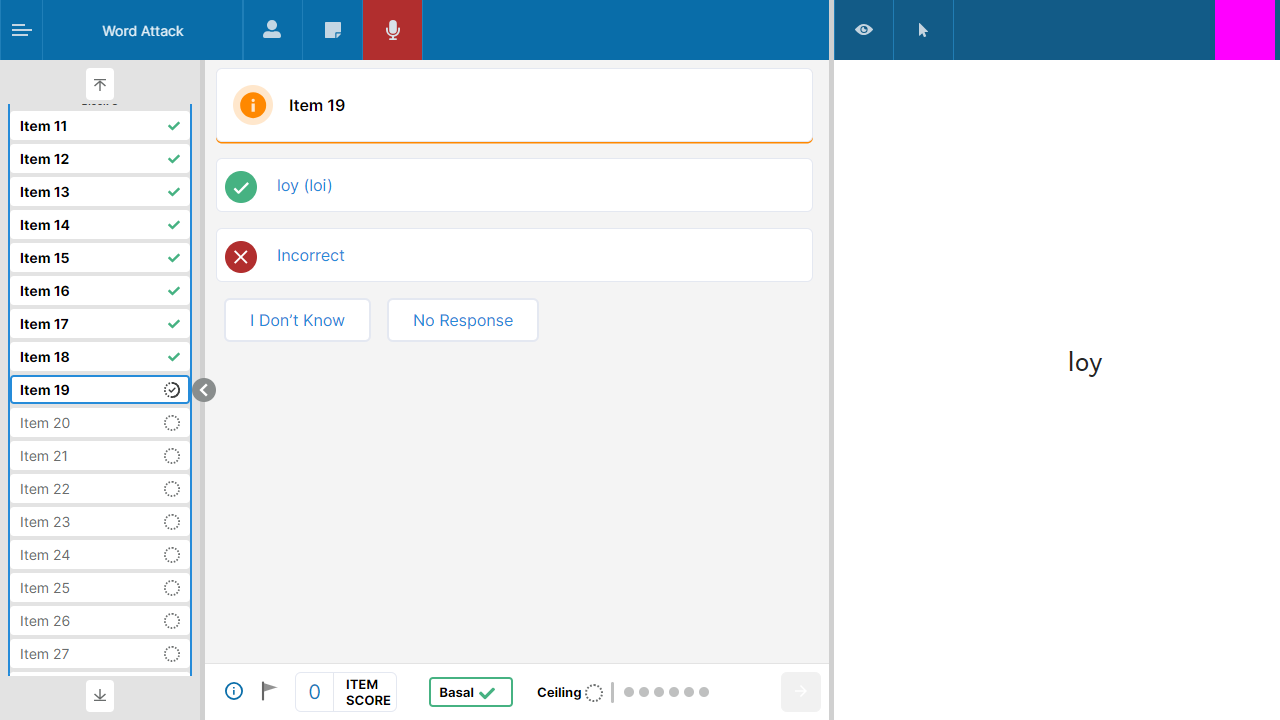 Word Attack
Item 11
Item 12
Item 13
Item 14
Item 15
Item 16
Item 17
Item 18
Item 19
Item 20
Item 21
Item 22
Item 23
Item 24
Item 25
Item 26
Item 27
Item 19
loy (loi)
Incorrect
I Don’t Know
No Response
0
ITEM
SCORE
Basal
Ceiling
loy